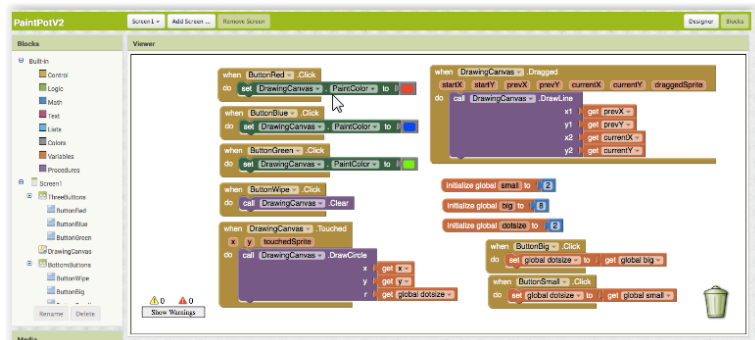 PaintPotV2
Screen1 Add Screen ... Remove Screen
Designer Blocks
Blocks
Viewer
Built-in
Control
Logic
Math
Text
Lists
Colors
Variables
Procedures
Screen1
ThreeButtons
ButtonRed
ButtonBlue
ButtonGreen
DrawingCanvas
BottomButtons
ButtonWipe
ButtonBig
Rename Delete
Media
when ButtonRed .Click
do set DrawingCanvas . PaintColor to
when ButtonBlue .Click
do set DrawingCanvas . PaintColor to
when ButtonGreen .Click
do set DrawingCanvas . PaintColor to
when ButtonWipe .Click
do call DrawingCanvas .Clear
when DrawingCanvas .Touched
x y touchedSprite
do call DrawingCanvas .DrawCircle
x get x
y get y
r get global dotsize
0 0
Show Warnings
when DrawingCanvas .Dragged
startX startY prevX prevY currentX currentY draggedSprite
do call DrawingCanvas .DrawLine
x1 get prevX
y1 get prevY
x2 get currentX
y2 get currentY
initialize global small to 2
initialize global big to 8
initialize global dotsize to 2
when ButtonBig .Click
do set global dotsize to get global big
when ButtonSmall .Click
do set global dotsize to get global small